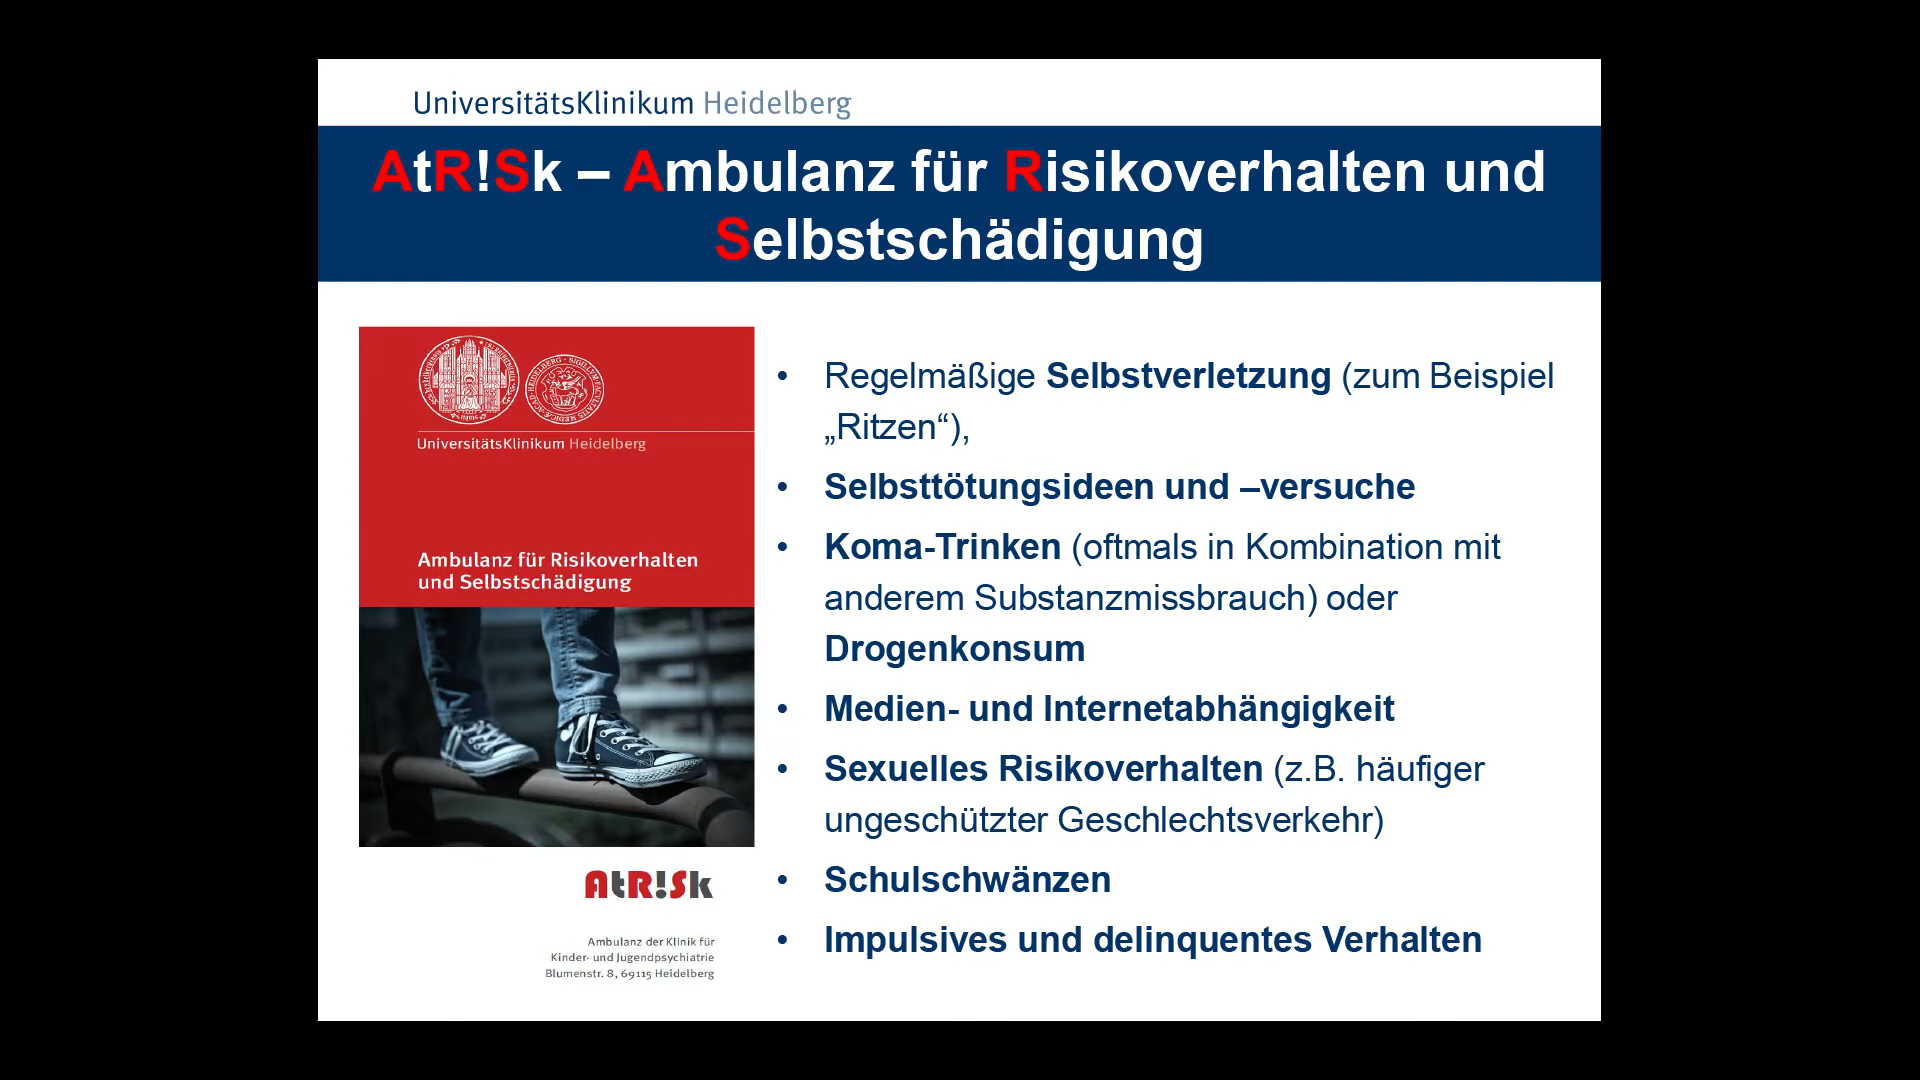 UniversitätsKlinikum Heidelberg
AtR!Sk – Ambulanz für Risikoverhalten und
Selbstschädigung
UniversitätsKlinikum Heidelberg
Ambulanz für Risikoverhalten
und Selbstschädigung
AtR!Sk
Ambulanz der Klinik für
Kinder- und Jugendpsychiatrie
Blumenstr. 8, 69115 Heidelberg
• Regelmäßige Selbstverletzung (zum Beispiel
„Ritzen“),
• Selbsttötungsideen und –versuche
• Koma-Trinken (oftmals in Kombination mit
anderem Substanzmissbrauch) oder
Drogenkonsum
• Medien- und Internetabhängigkeit
• Sexuelles Risikoverhalten (z.B. häufiger
ungeschützter Geschlechtsverkehr)
• Schulschwänzen
• Impulsives und delinquentes Verhalten